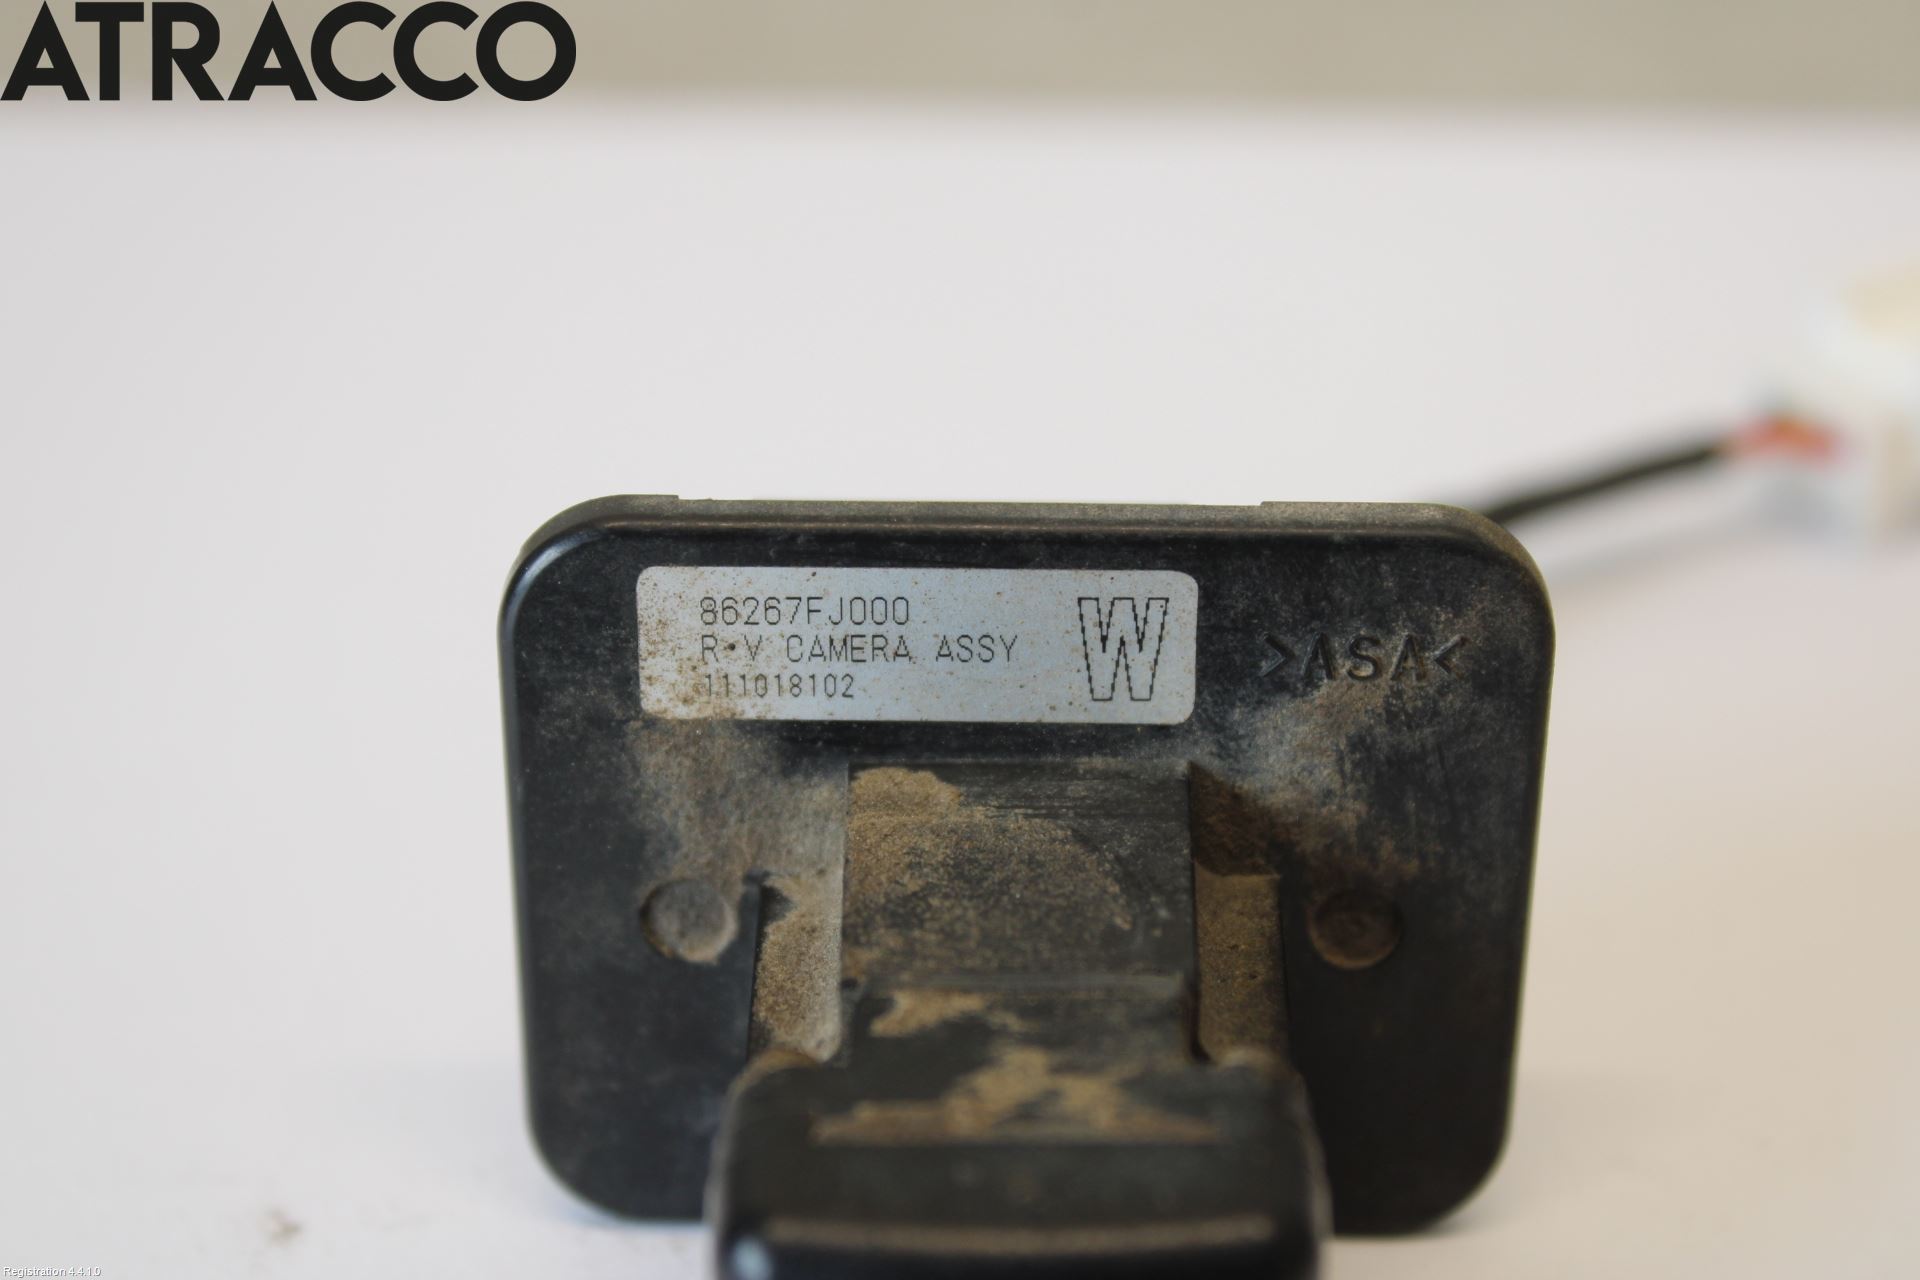 ATRACCO
86267FJ000
R·V CAMERA ASSY
111018102
W
>ASA<
Registration 4.4.1.0